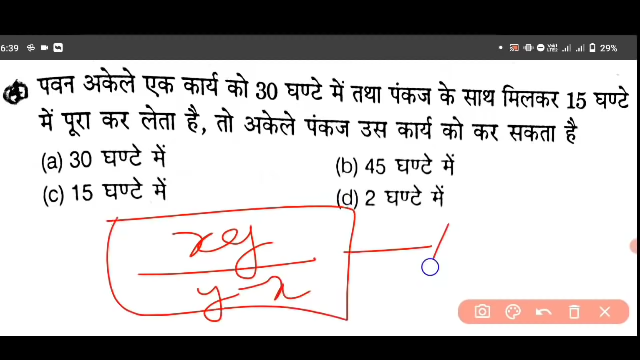 6:39
29%
पवन अकेले एक कार्य को 30 घण्टे में तथा पंकज के साथ मिलकर 15 घण्टे
में पूरा कर लेता है, तो अकेले पंकज उस कार्य को कर सकता है
(a) 30 घण्टे में (b) 45 घण्टे में
(c) 15 घण्टे में (d) 2 घण्टे में
xy
y-x